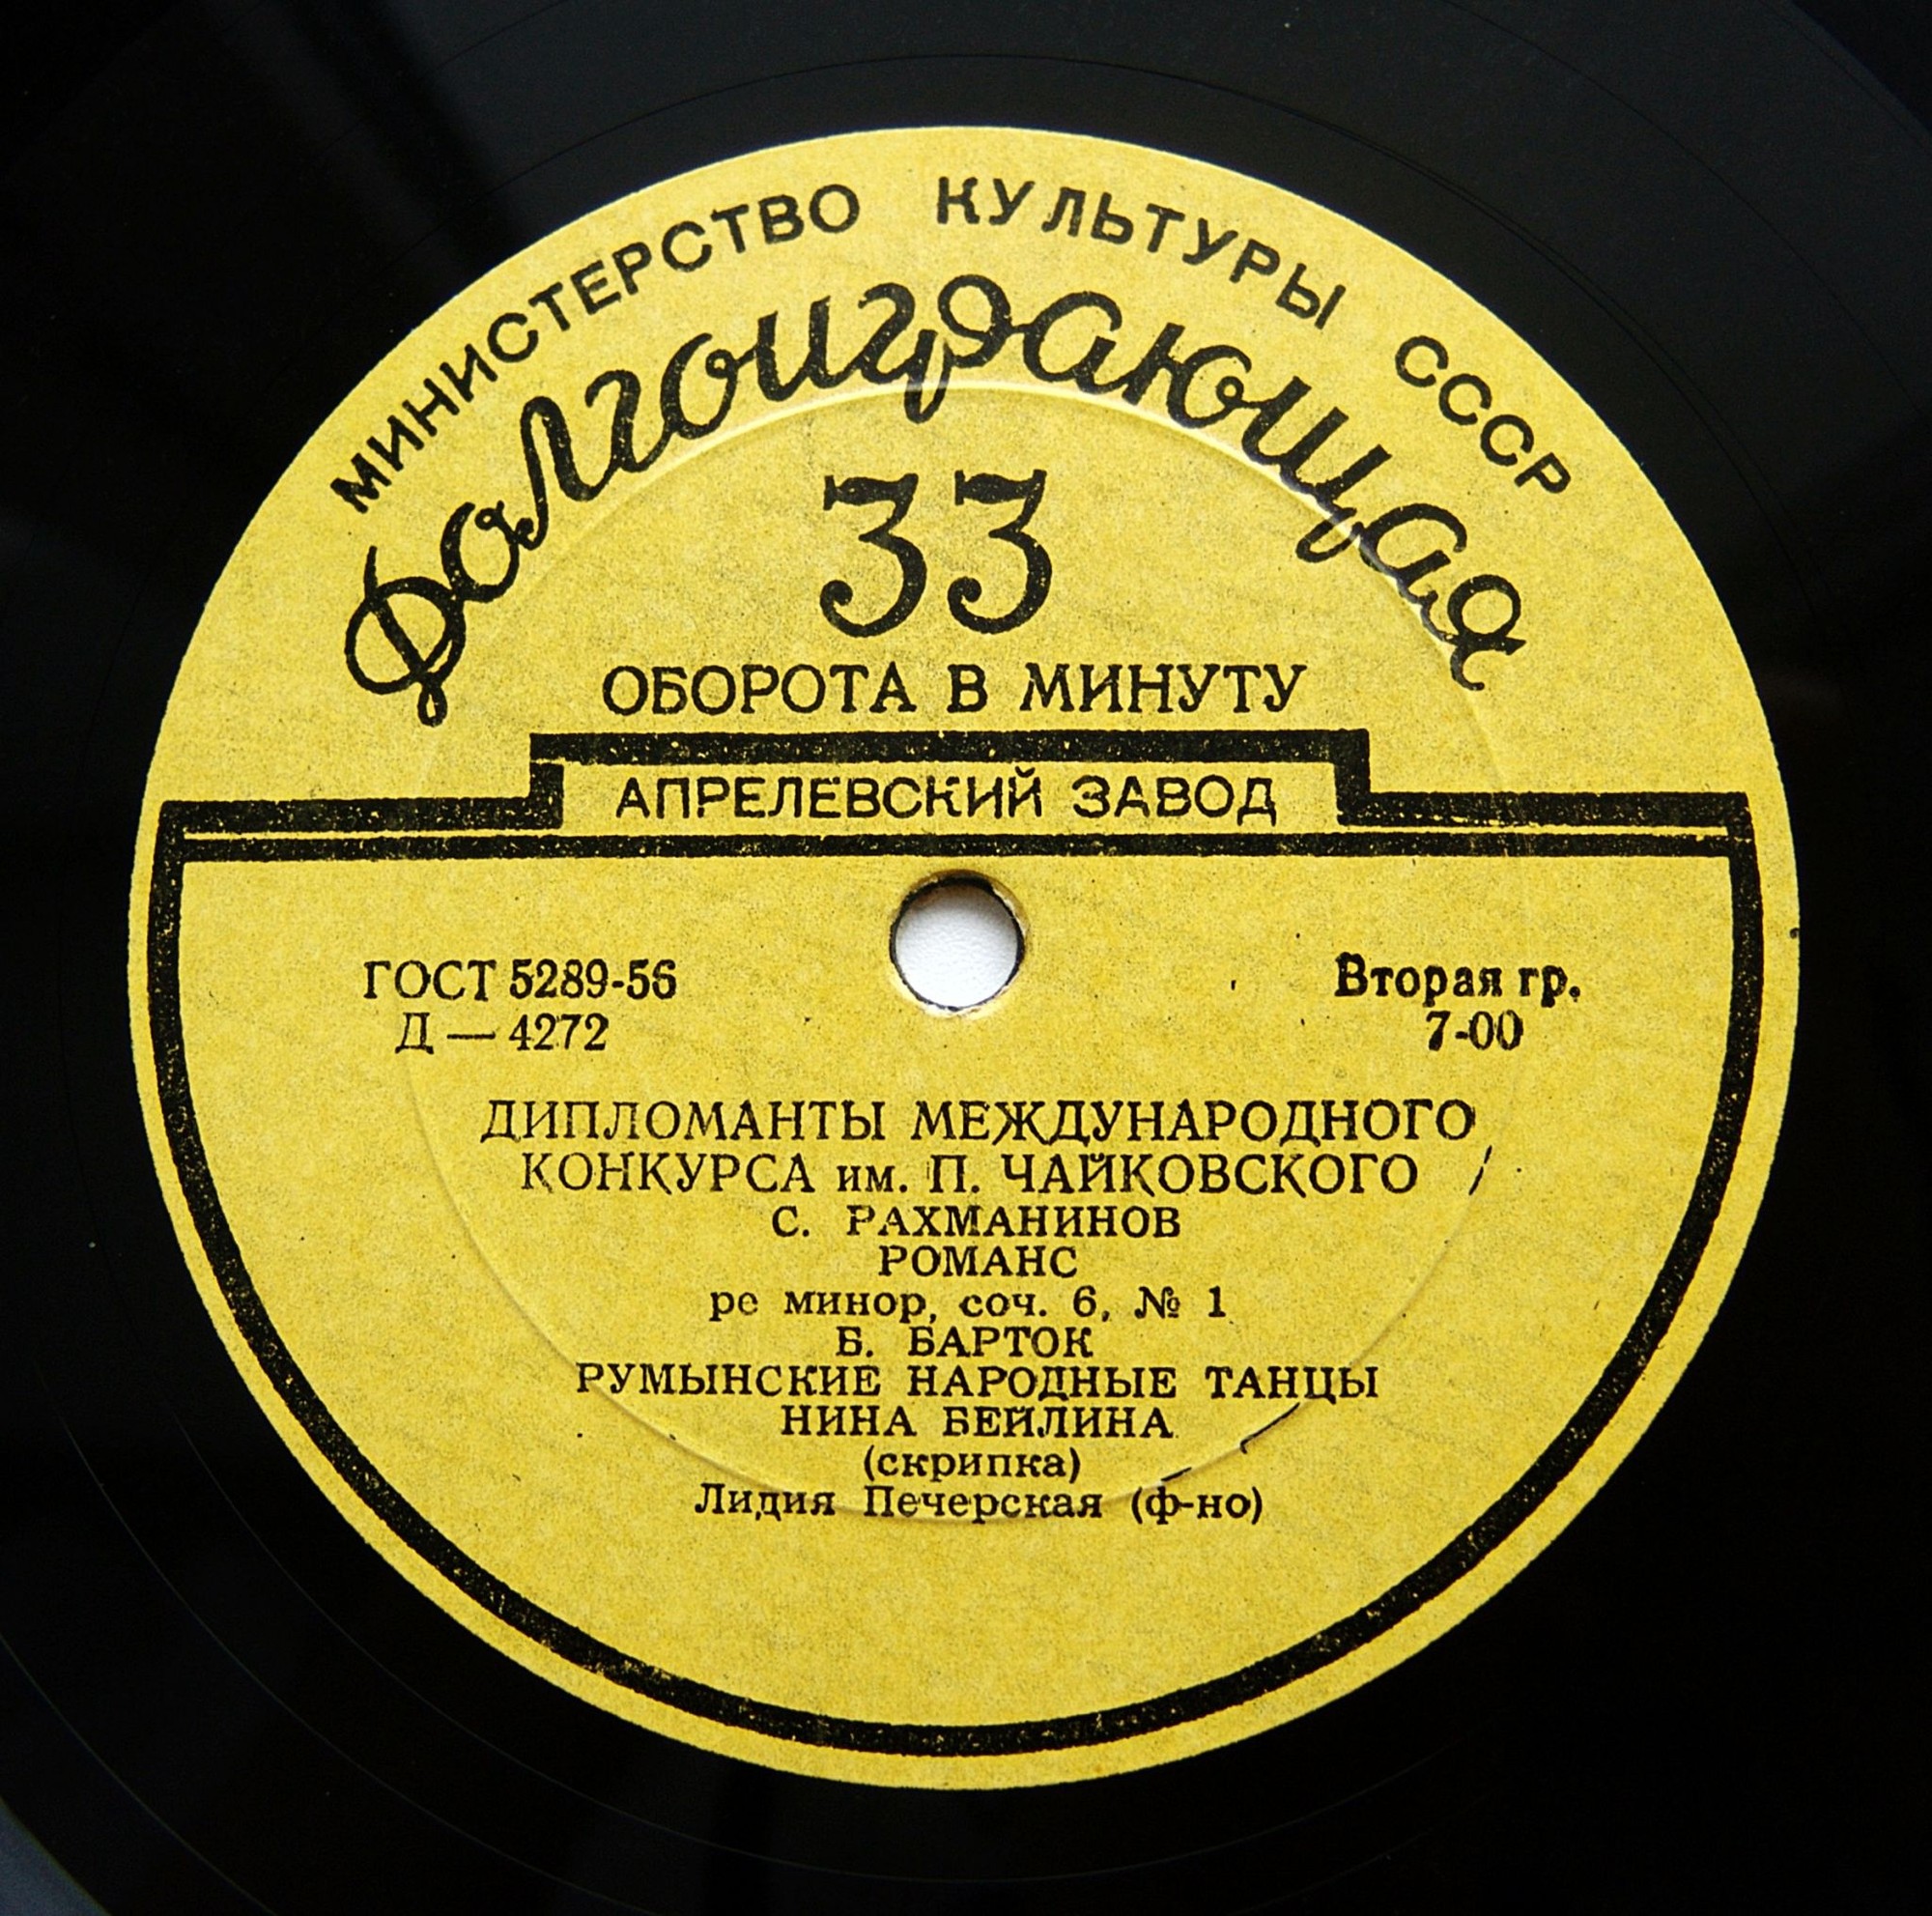 МИНИСТЕРСТВО КУЛЬТУРЫ СССР
Долгоиграющая
33
ОБОРОТА В МИНУТУ
АПРЕЛЕВСКИЙ ЗАВОД
ГОСТ 5289-56
Д — 4272
Вторая гр.
7-00
ДИПЛОМАНТЫ МЕЖДУНАРОДНОГО
КОНКУРСА им. П. ЧАЙКОВСКОГО
С. РАХМАНИНОВ
РОМАНС
ре минор, соч. 6, № 1
Б. БАРТОК
РУМЫНСКИЕ НАРОДНЫЕ ТАНЦЫ
НИНА БЕЙЛИНА
(скрипка)
Лидия Печерская (ф-но)